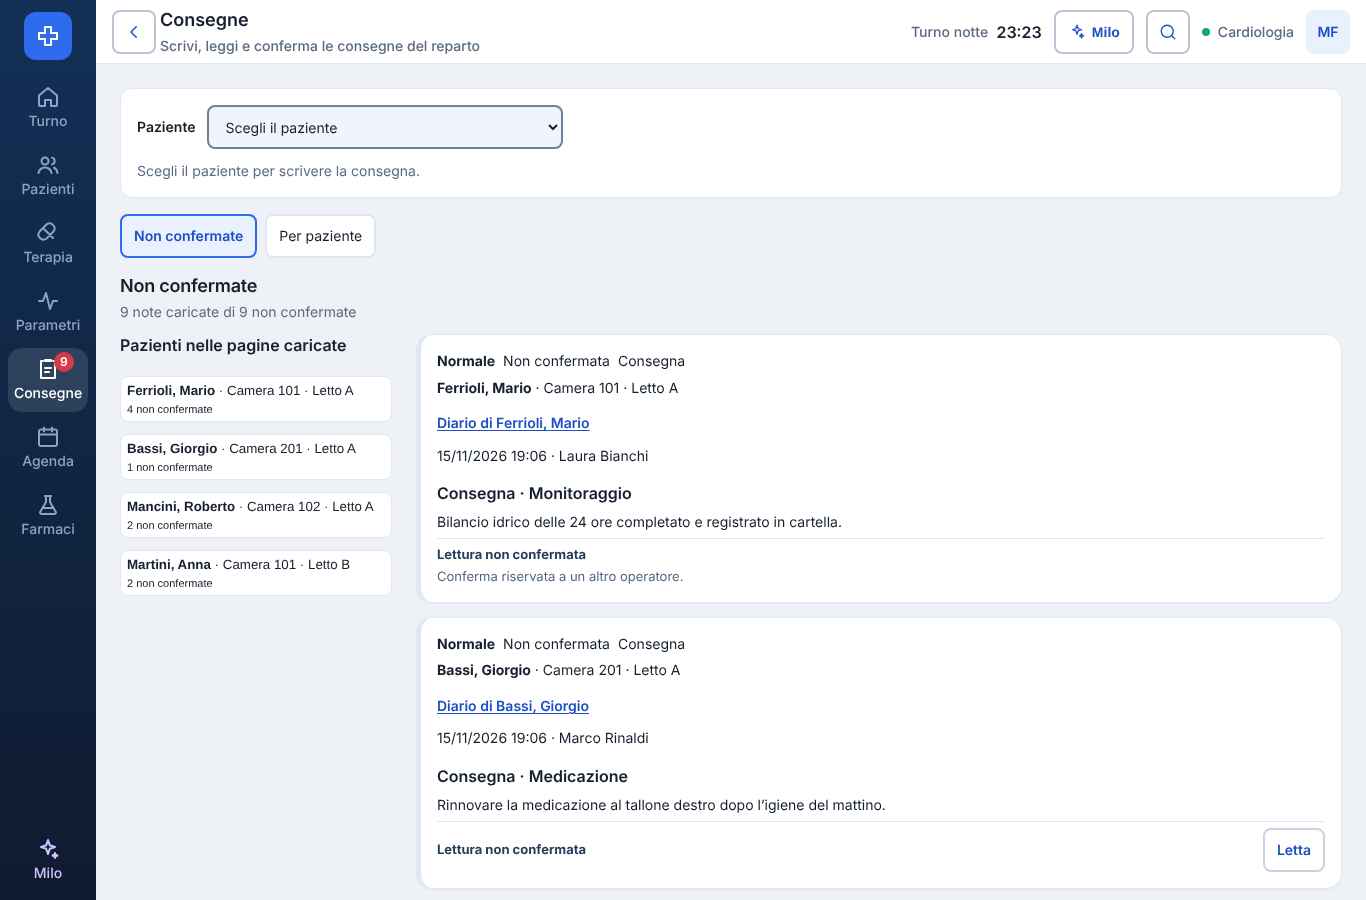 Turno
Pazienti
Terapia
Parametri
9
Consegne
Agenda
Farmaci
Milo
Consegne
Scrivi, leggi e conferma le consegne del reparto
Turno notte 23:23
Milo
Cardiologia
MF
Paziente
Scegli il paziente
Scegli il paziente per scrivere la consegna.
Non confermate
Per paziente
Non confermate
9 note caricate di 9 non confermate
Pazienti nelle pagine caricate
Ferrioli, Mario · Camera 101 · Letto A
4 non confermate
Bassi, Giorgio · Camera 201 · Letto A
1 non confermate
Mancini, Roberto · Camera 102 · Letto A
2 non confermate
Martini, Anna · Camera 101 · Letto B
2 non confermate
Normale Non confermata Consegna
Ferrioli, Mario · Camera 101 · Letto A
Diario di Ferrioli, Mario
15/11/2026 19:06 · Laura Bianchi
Consegna · Monitoraggio
Bilancio idrico delle 24 ore completato e registrato in cartella.
Lettura non confermata
Conferma riservata a un altro operatore.
Normale Non confermata Consegna
Bassi, Giorgio · Camera 201 · Letto A
Diario di Bassi, Giorgio
15/11/2026 19:06 · Marco Rinaldi
Consegna · Medicazione
Rinnovare la medicazione al tallone destro dopo l’igiene del mattino.
Lettura non confermata
Letta